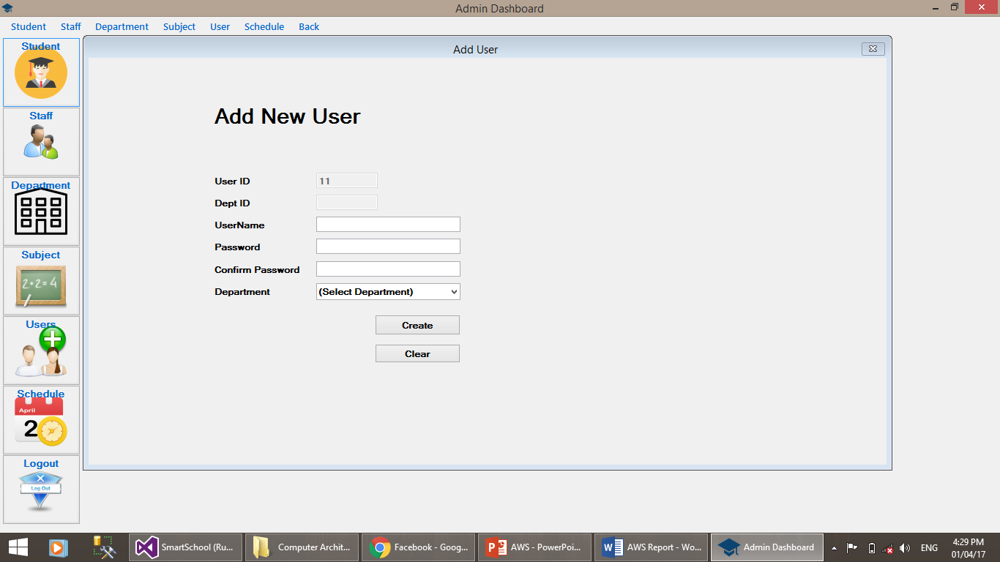 Admin Dashboard
Student Staff Department Subject User Schedule Back
Student
Staff
Department
Subject
2+2=4
Users
Schedule
April
2
Logout
Log Out
Add User
Add New User
User ID 11
Dept ID
UserName
Password
Confirm Password
Department (Select Department)
Create
Clear
SmartSchool (Ru... Computer Archit... Facebook - Goog... AWS - PowerPoi... AWS Report - Wo... Admin Dashboard ENG 4:29 PM
01/04/17